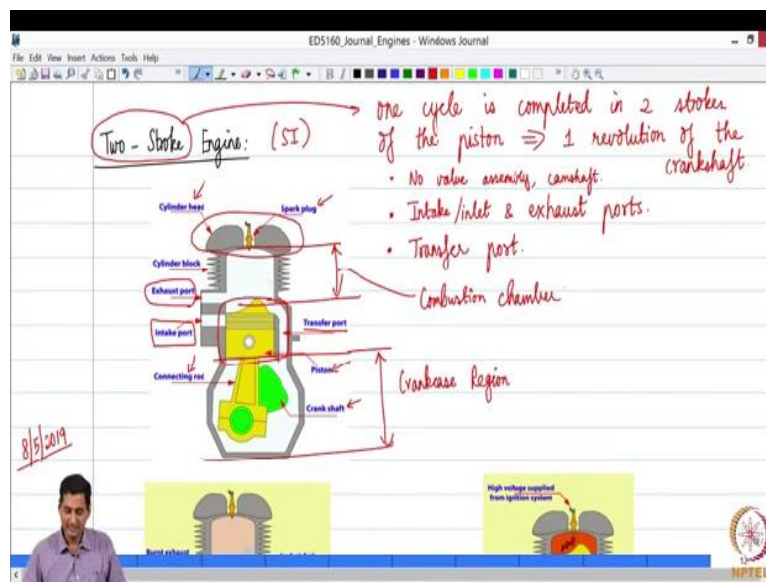 ED5160_Journal_Engines - Windows Journal
File Edit View Insert Actions Tools Help
Two-Stroke Engine: (SI)
one cycle is completed in 2 strokes
of the piston ⇒ 1 revolution of the
crankshaft.
• No valve assembly, camshaft.
• Intake/inlet & exhaust ports.
• Transfer port.
Cylinder heac
Spark plug
Cylinder block
Exhaust port
Intake port
Transfer port
Connecting roc
Piston
Crank shaft
Combustion chamber
Crankcase Region
8/5/2019
Burnt exhaust
High voltage supplied
from ignition system
NPTEL